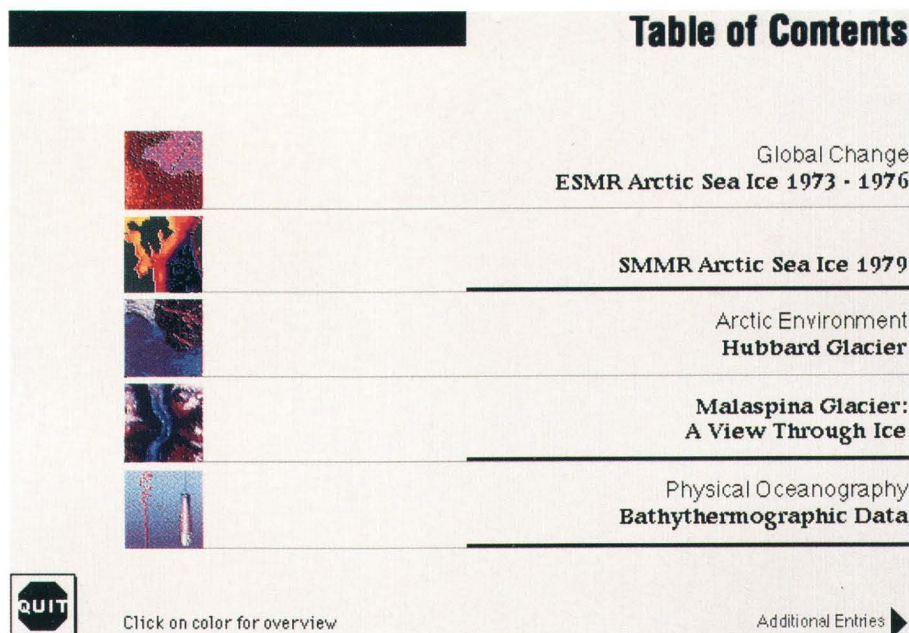 Table of Contents
Global Change
ESMR Arctic Sea Ice 1973 - 1976
SMMR Arctic Sea Ice 1979
Arctic Environment
Hubbard Glacier
Malaspina Glacier:
A View Through Ice
Physical Oceanography
Bathythermographic Data
QUIT
Click on color for overview
Additional Entries